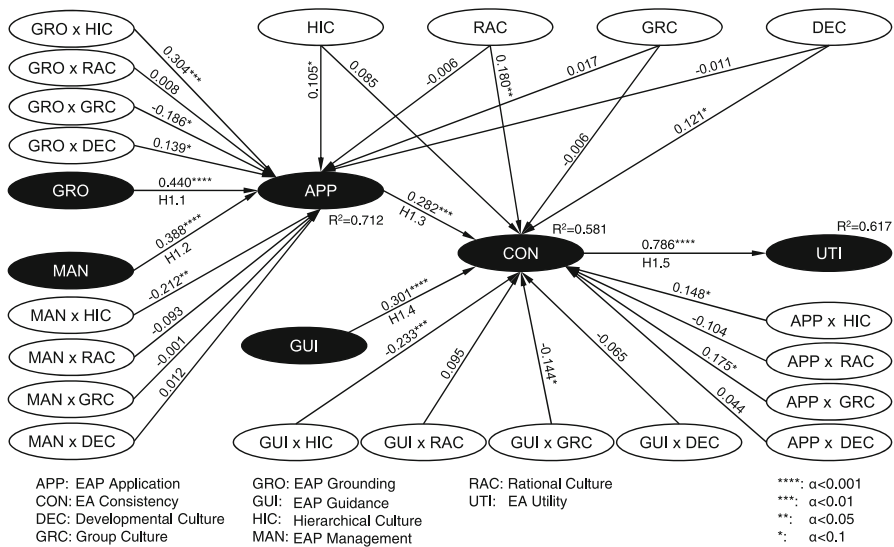 GRO x HIC
HIC
RAC
GRC
DEC
0.304***
GRO x RAC
0.008
GRO x GRC
-0.186*
GRO x DEC
0.139*
0.105*
0.085
-0.006
0.180**
0.017
-0.006
-0.011
0.121*
GRO
0.440****
H1.1
APP
R²=0.712
0.282***
H1.3
0.388****
H1.2
MAN
CON
R²=0.581
0.786****
H1.5
R²=0.617
UTI
MAN x HIC
-0.212**
MAN x RAC
-0.093
MAN x GRC
-0.001
MAN x DEC
0.012
GUI
0.301****
H1.4
-0.233***
0.095
-0.144*
-0.065
0.148*
-0.104
0.175*
0.044
APP x HIC
APP x RAC
APP x GRC
APP x DEC
GUI x HIC
GUI x RAC
GUI x GRC
GUI x DEC
APP: EAP Application
CON: EA Consistency
DEC: Developmental Culture
GRC: Group Culture
GRO: EAP Grounding
GUI: EAP Guidance
HIC: Hierarchical Culture
MAN: EAP Management
RAC: Rational Culture
UTI: EA Utility
****: α<0.001
***: α<0.01
**: α<0.05
*: α<0.1